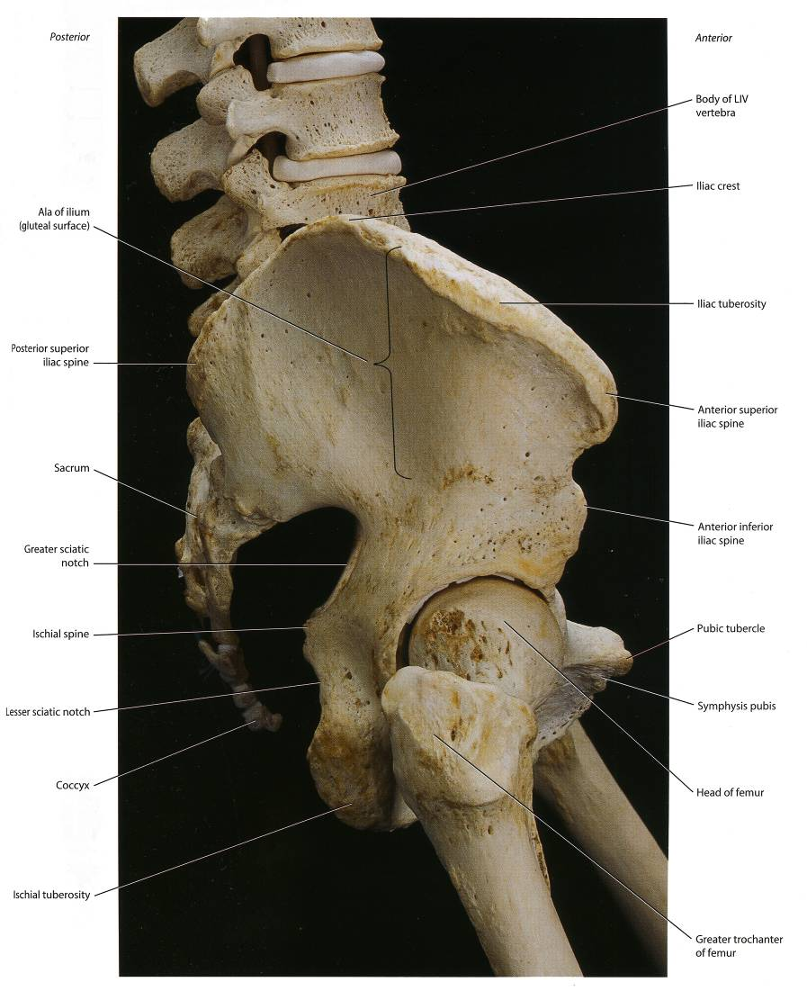 Posterior
Anterior
Body of LIV
vertebra
Iliac crest
Ala of ilium
(gluteal surface)
Iliac tuberosity
Posterior superior
iliac spine
Anterior superior
iliac spine
Sacrum
Anterior inferior
iliac spine
Greater sciatic
notch
Ischial spine
Pubic tubercle
Symphysis pubis
Lesser sciatic notch
Coccyx
Head of femur
Ischial tuberosity
Greater trochanter
of femur